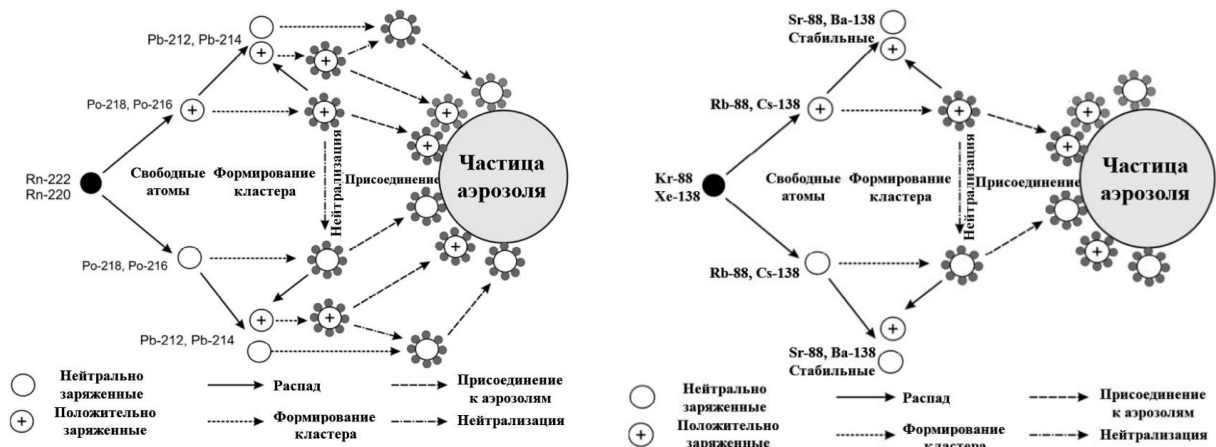 Pb-212, Pb-214
Po-218, Po-216
Rn-222
Rn-220
Свободные
атомы
Формирование
кластера
Нейтрализация
Присоединение
Частица
аэрозоля
Po-218, Po-216
Pb-212, Pb-214
Нейтрально
заряженные
Распад
Присоединение
к аэрозолям
Положительно
заряженные
Формирование
кластера
Нейтрализация
Sr-88, Ba-138
Стабильные
Rb-88, Cs-138
Kr-88
Xe-138
Свободные
атомы
Формирование
кластера
Нейтрализация
Присоединение
Частица
аэрозоля
Rb-88, Cs-138
Sr-88, Ba-138
Стабильные
Нейтрально
заряженные
Распад
Присоединение
к аэрозолям
Положительно
заряженные
Формирование
кластера
Нейтрализация